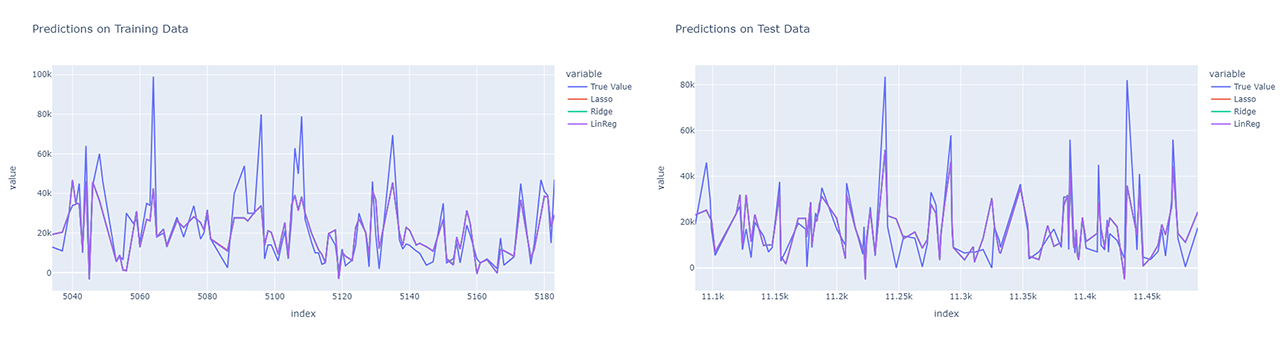 Predictions on Training Data
variable
100k
True Value
Lasso
80k
Ridge
LinReg
60k
value
40k
20k
0
5040
5060
5080
5100
5120
5140
5160
5180
index
Predictions on Test Data
variable
80k
True Value
Lasso
Ridge
LinReg
60k
value
40k
20k
0
11.1k
11.15k
11.2k
11.25k
11.3k
11.35k
11.4k
11.45k
index